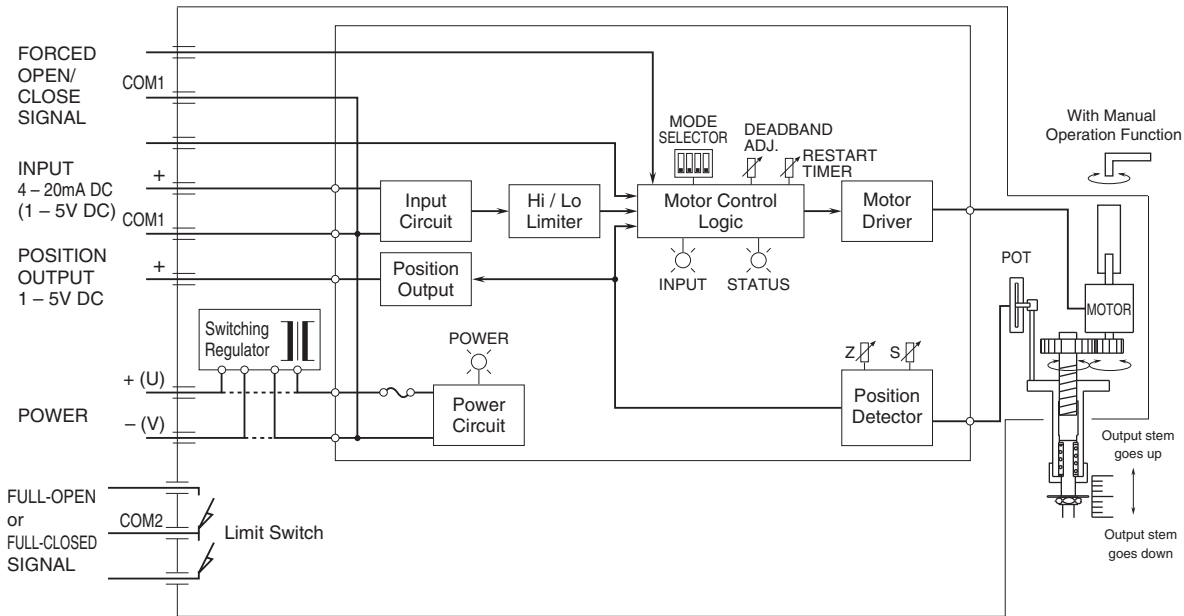 FORCED
OPEN/
CLOSE
SIGNAL
COM1
INPUT
4 – 20mA DC
(1 – 5V DC)
+
COM1
POSITION
OUTPUT
1 – 5V DC
+
Switching
Regulator
+ (U)
POWER
– (V)
FULL-OPEN
or
FULL-CLOSED
SIGNAL
COM2
Limit Switch
Input
Circuit
Hi / Lo
Limiter
MODE
SELECTOR
DEADBAND
ADJ.
RESTART
TIMER
Motor Control
Logic
INPUT
STATUS
Motor
Driver
Position
Output
POWER
Power
Circuit
Z
S
Position
Detector
POT
MOTOR
With Manual
Operation Function
Output stem
goes up
Output stem
goes down